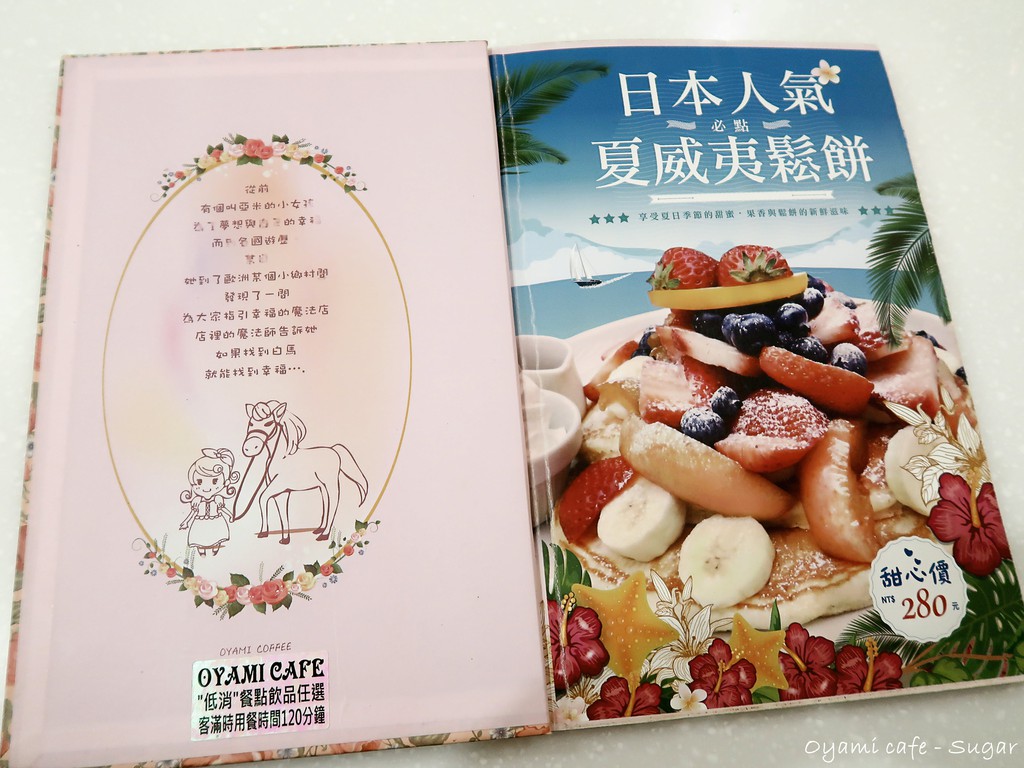 從前
有個叫亞米的小女孩
為了夢想與 的幸福
而 各國遊歷
她到了歐洲某個小鄉村間
發現了一間
為大家指引幸福的魔法店
店裡的魔法師告訴她
如果找到白馬
就能找到幸福….
OYAMI COFFEE
OYAMI CAFE
"低消"餐點飲品任選
客滿時用餐時間120分鐘
日本人氣
必點
夏威夷鬆餅
享受夏日季節的甜蜜・果香與鬆餅的新鮮滋味
甜心價
NT$ 280 元
Oyami cafe - Sugar